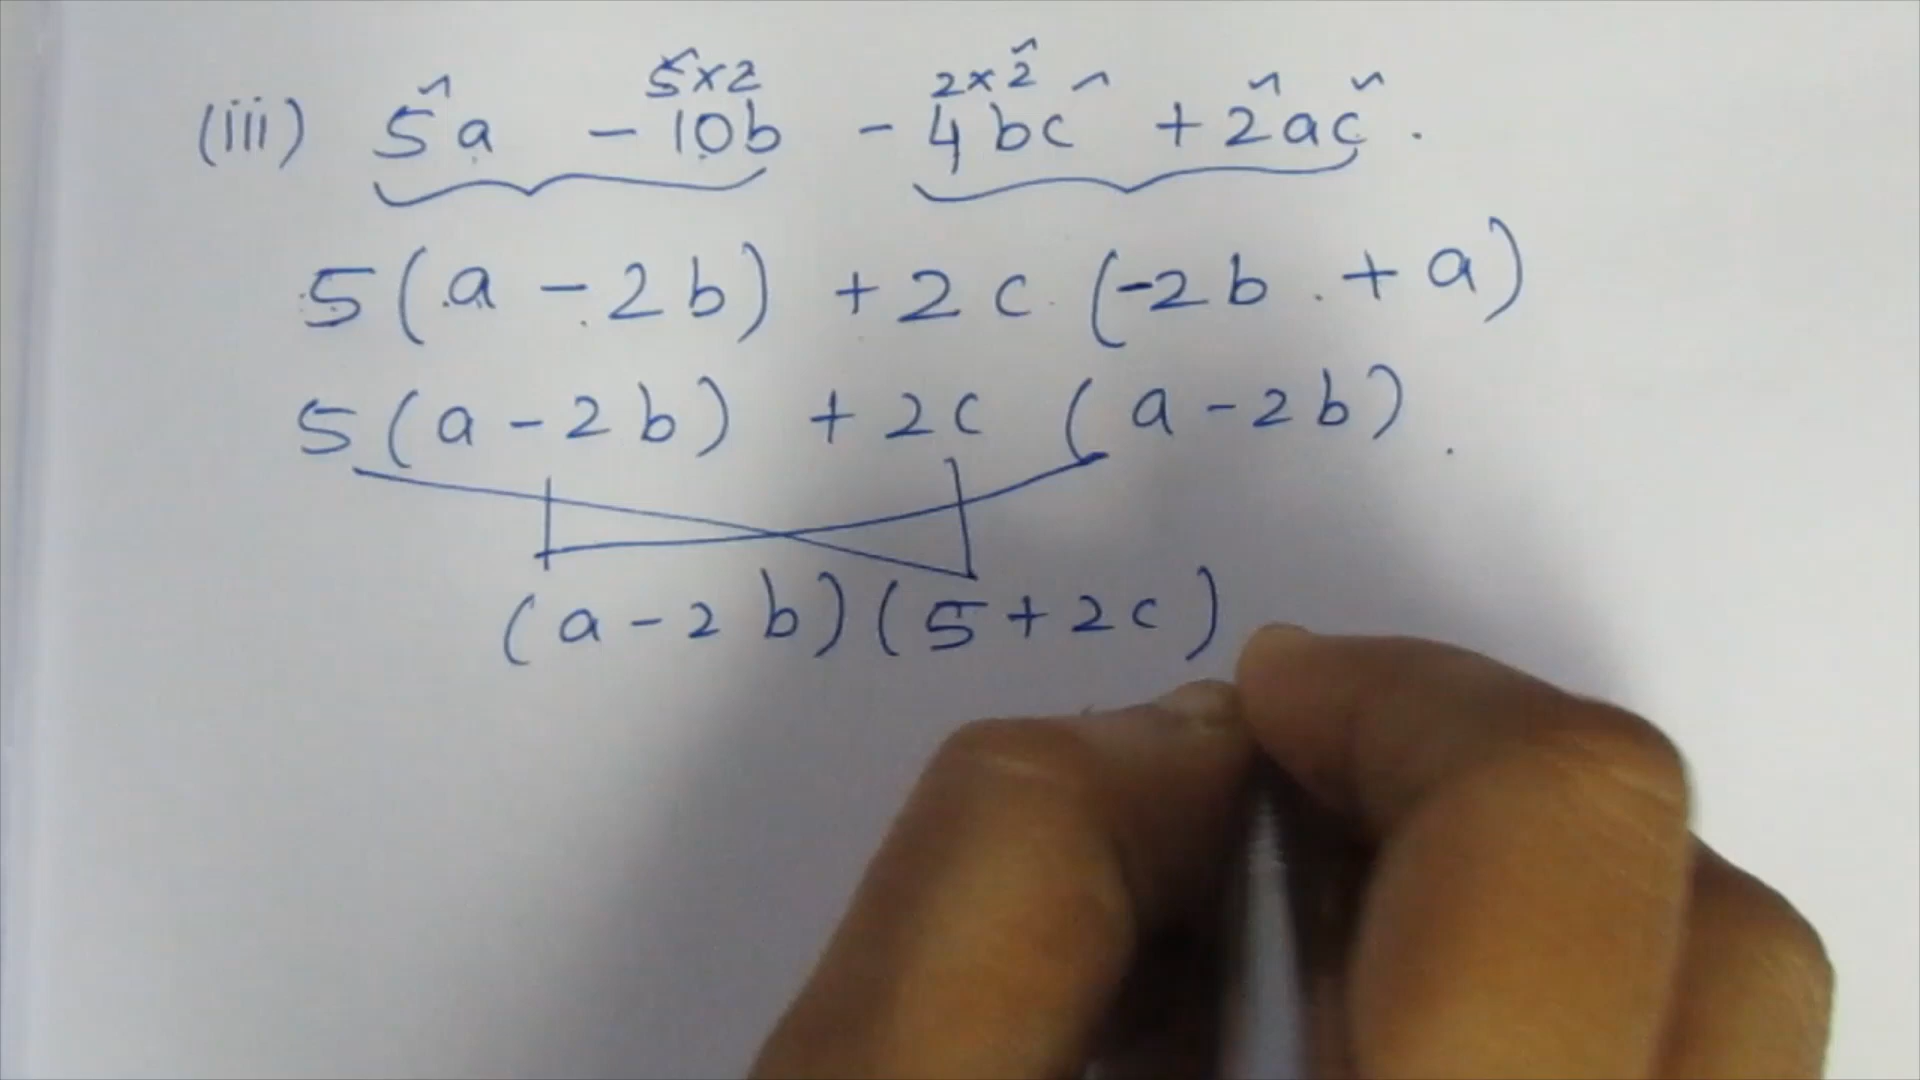 5×2 2×2
(iii) 5a - 10b - 4bc + 2ac.
5(a - 2b) + 2c (-2b + a)
5(a - 2b) + 2c (a - 2b)
(a - 2b)(5 + 2c)